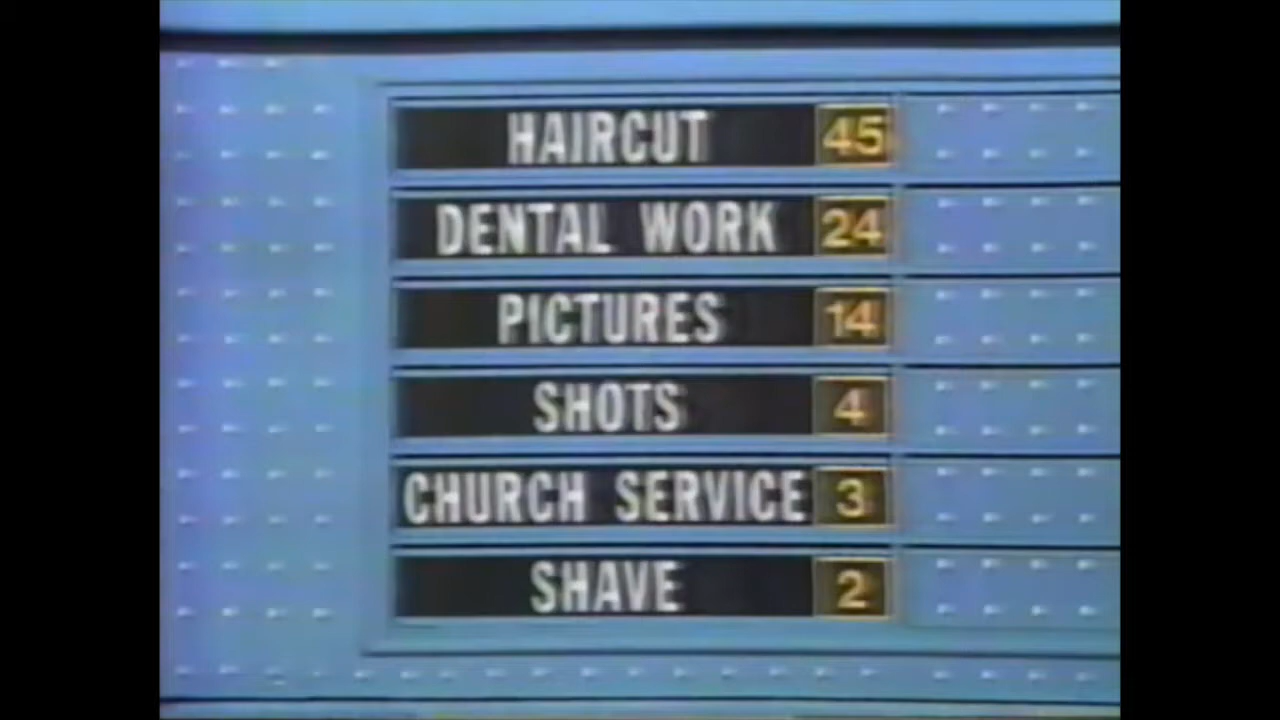 HAIRCUT 45
DENTAL WORK 24
PICTURES 14
SHOTS 4
CHURCH SERVICE 3
SHAVE 2